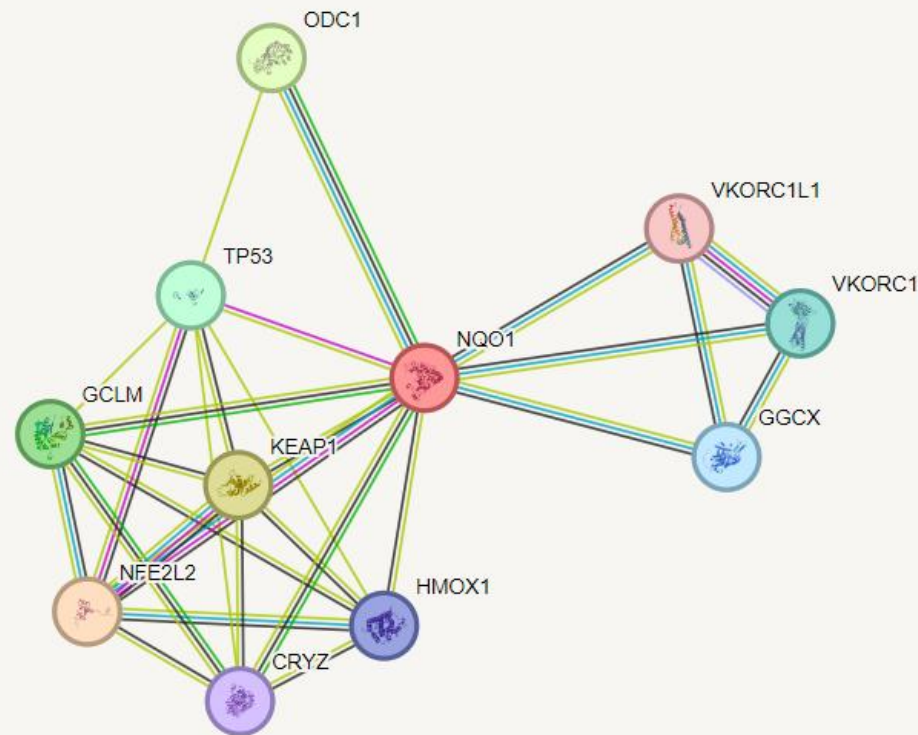 ODC1
VKORC1L1
TP53
VKORC1
NQO1
GCLM
GGCX
KEAP1
NFE2L2
HMOX1
CRYZ